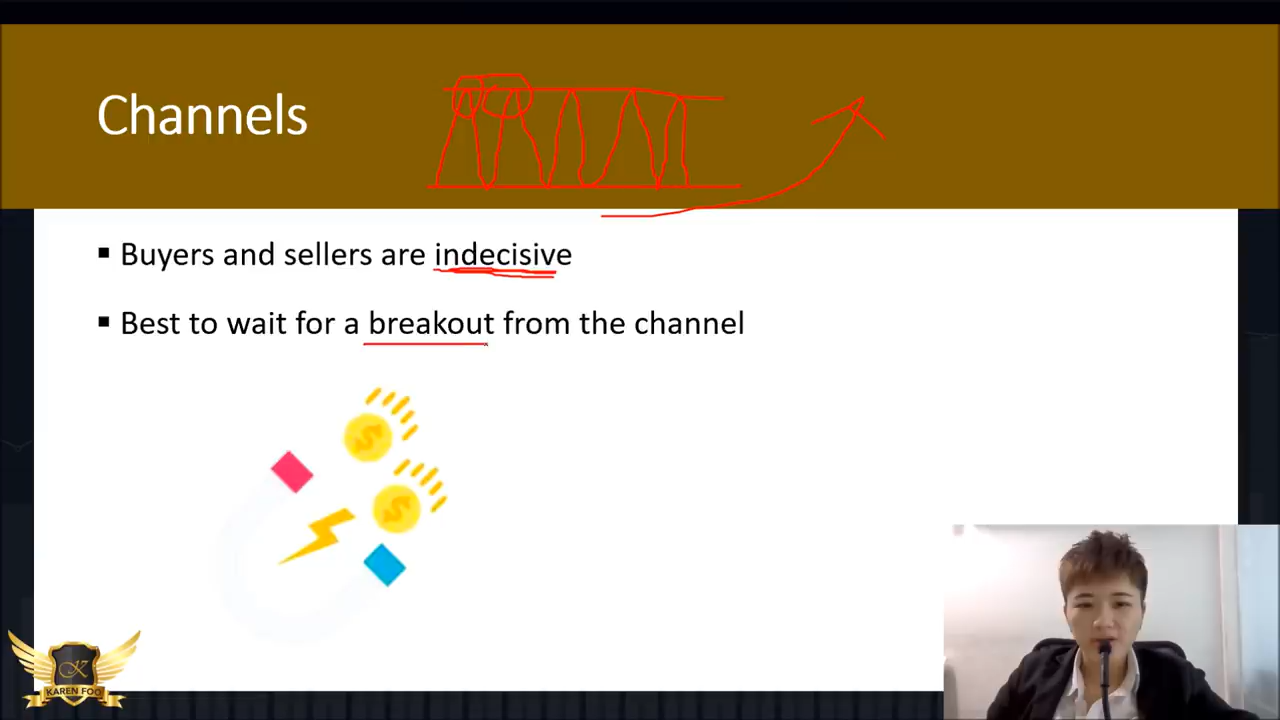 Channels
▪ Buyers and sellers are indecisive
▪ Best to wait for a breakout from the channel
$
$
K
KAREN FOO